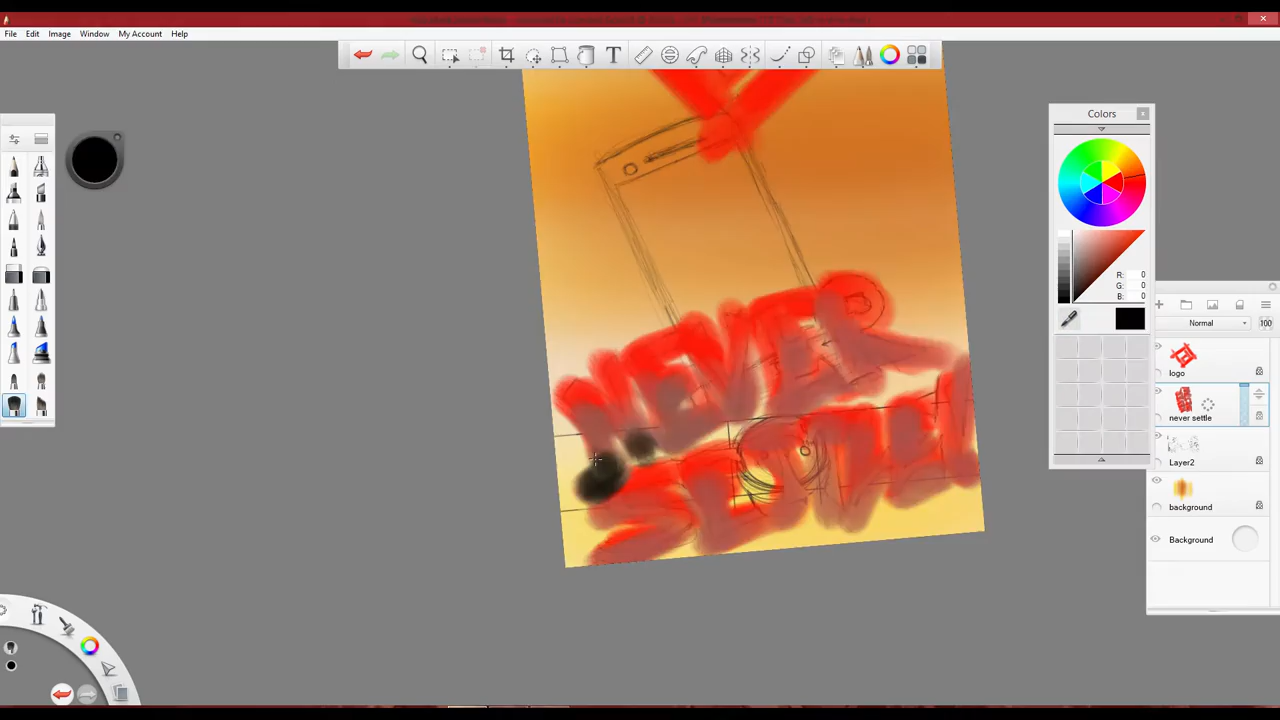 File Edit Image Window My Account Help
T
Colors
R: 0
G: 0
B: 0
Normal 100
logo
never settle
Layer2
background
Background
NEVER
SETTLE!